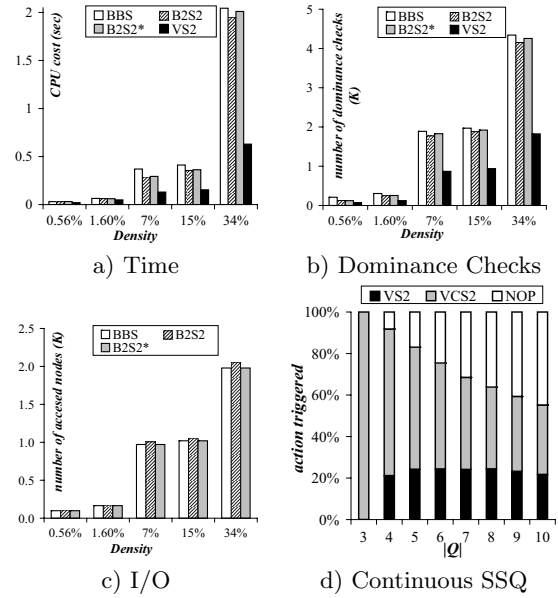 BBS B2S2
B2S2* VS2
CPU cost (sec)
2
1.5
1
0.5
0
0.56% 1.60% 7% 15% 34%
Density
a) Time
BBS B2S2
B2S2* VS2
number of dominance checks (K)
5
4
3
2
1
0
0.56% 1.60% 7% 15% 34%
Density
b) Dominance Checks
BBS B2S2
B2S2*
number of accesed nodes (K)
2.5
2.0
1.5
1.0
0.5
0.0
0.56% 1.60% 7% 15% 34%
Density
c) I/O
VS2 VCS2 NOP
action triggered
100%
80%
60%
40%
20%
0%
3 4 5 6 7 8 9 10
|Q|
d) Continuous SSQ